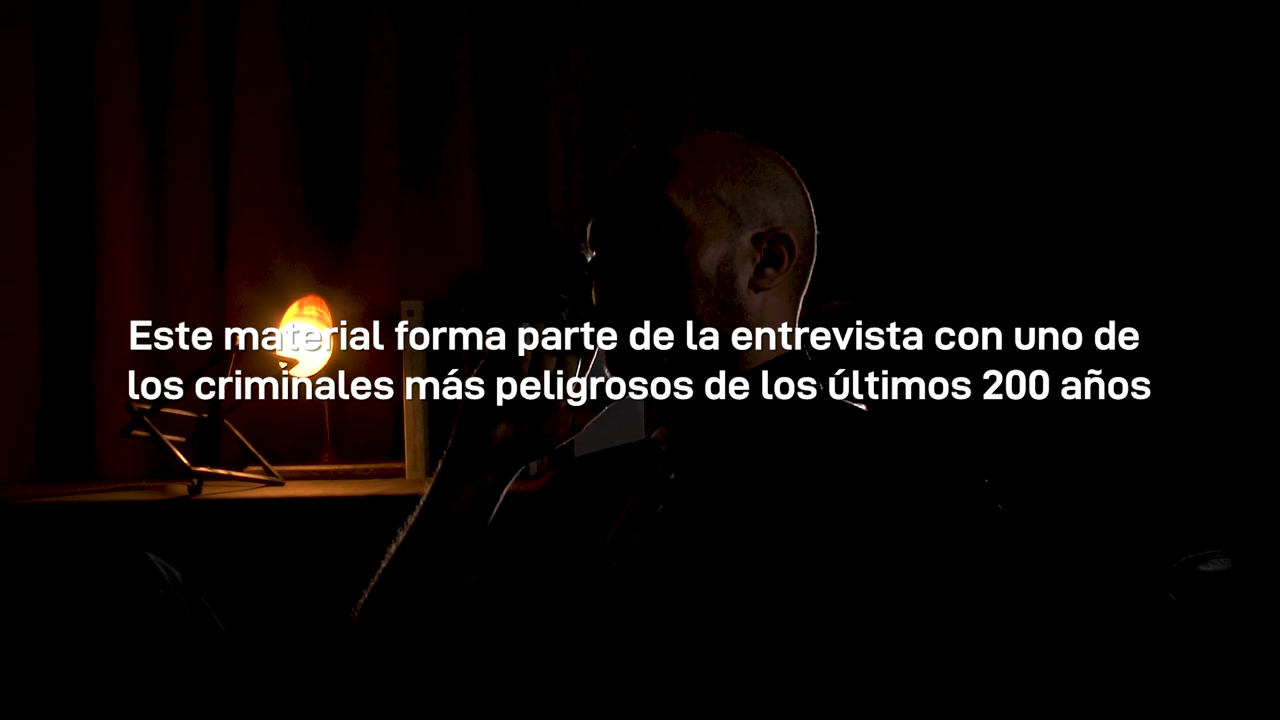 Este material forma parte de la entrevista con uno de
los criminales más peligrosos de los últimos 200 años